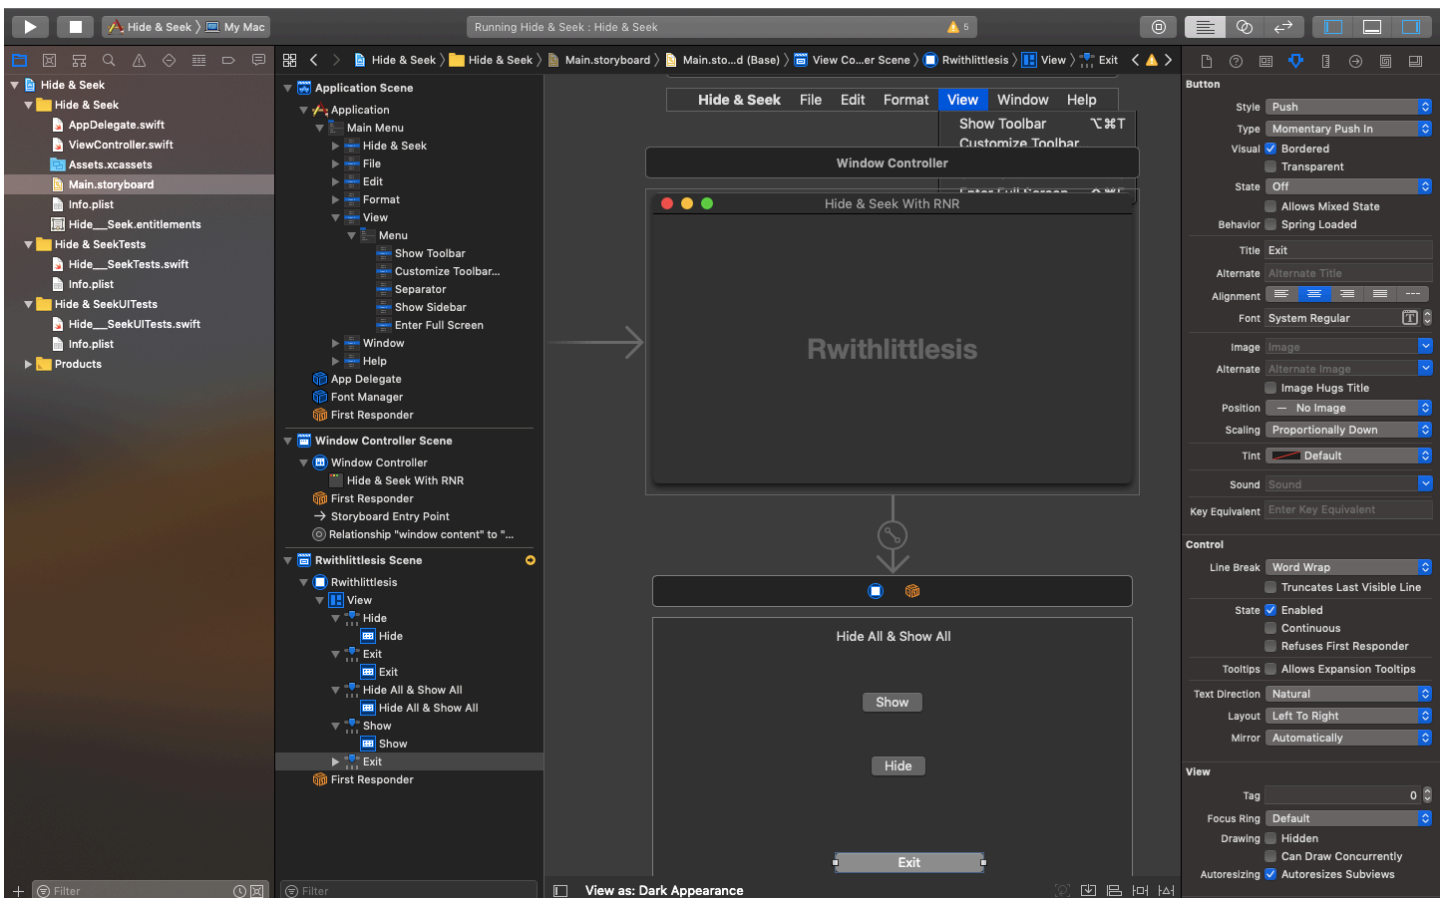 Hide & Seek
My Mac
Running Hide & Seek : Hide & Seek
5
Hide & Seek
Hide & Seek
Main.storyboard
Main.sto...d (Base)
View Co...er Scene
Rwithlittlesis
View
Exit
Hide & Seek
Hide & Seek
AppDelegate.swift
ViewController.swift
Assets.xcassets
Main.storyboard
Info.plist
Hide__Seek.entitlements
Hide & SeekTests
Hide__SeekTests.swift
Info.plist
Hide & SeekUITests
Hide__SeekUITests.swift
Info.plist
Products
Filter
Application Scene
Application
Main Menu
Hide & Seek
File
Edit
Format
View
Menu
Show Toolbar
Customize Toolbar...
Separator
Show Sidebar
Enter Full Screen
Window
Help
App Delegate
Font Manager
First Responder
Window Controller Scene
Window Controller
Hide & Seek With RNR
First Responder
Storyboard Entry Point
Relationship "window content" to "...
Rwithlittlesis Scene
Rwithlittlesis
View
Hide
Hide
Exit
Exit
Hide All & Show All
Hide All & Show All
Show
Show
Exit
First Responder
Filter
Hide & Seek File Edit Format View Window Help
Show Toolbar ⌥⌘T
Customize Toolbar
Window Controller
Enter Full Screen
Hide & Seek With RNR
Rwithlittlesis
Hide All & Show All
Show
Hide
Exit
View as: Dark Appearance
Button
Style Push
Type Momentary Push In
Visual Bordered
Transparent
State Off
Allows Mixed State
Behavior Spring Loaded
Title Exit
Alternate Alternate Title
Alignment
Font System Regular
Image Image
Alternate Alternate Image
Image Hugs Title
Position — No Image
Scaling Proportionally Down
Tint Default
Sound Sound
Key Equivalent Enter Key Equivalent
Control
Line Break Word Wrap
Truncates Last Visible Line
State Enabled
Continuous
Refuses First Responder
Tooltips Allows Expansion Tooltips
Text Direction Natural
Layout Left To Right
Mirror Automatically
View
Tag 0
Focus Ring Default
Drawing Hidden
Can Draw Concurrently
Autoresizing Autoresizes Subviews